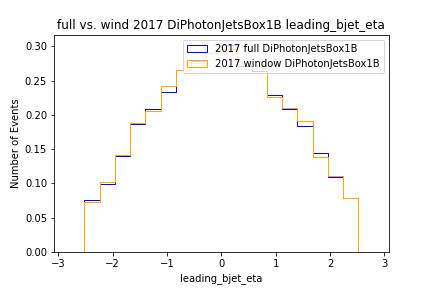 full vs. wind 2017 DiPhotonJetsBox1B leading_bjet_eta
2017 full DiPhotonJetsBox1B
2017 window DiPhotonJetsBox1B
Number of Events
0.30
0.25
0.20
0.15
0.10
0.05
0.00
−3
−2
−1
0
1
2
3
leading_bjet_eta